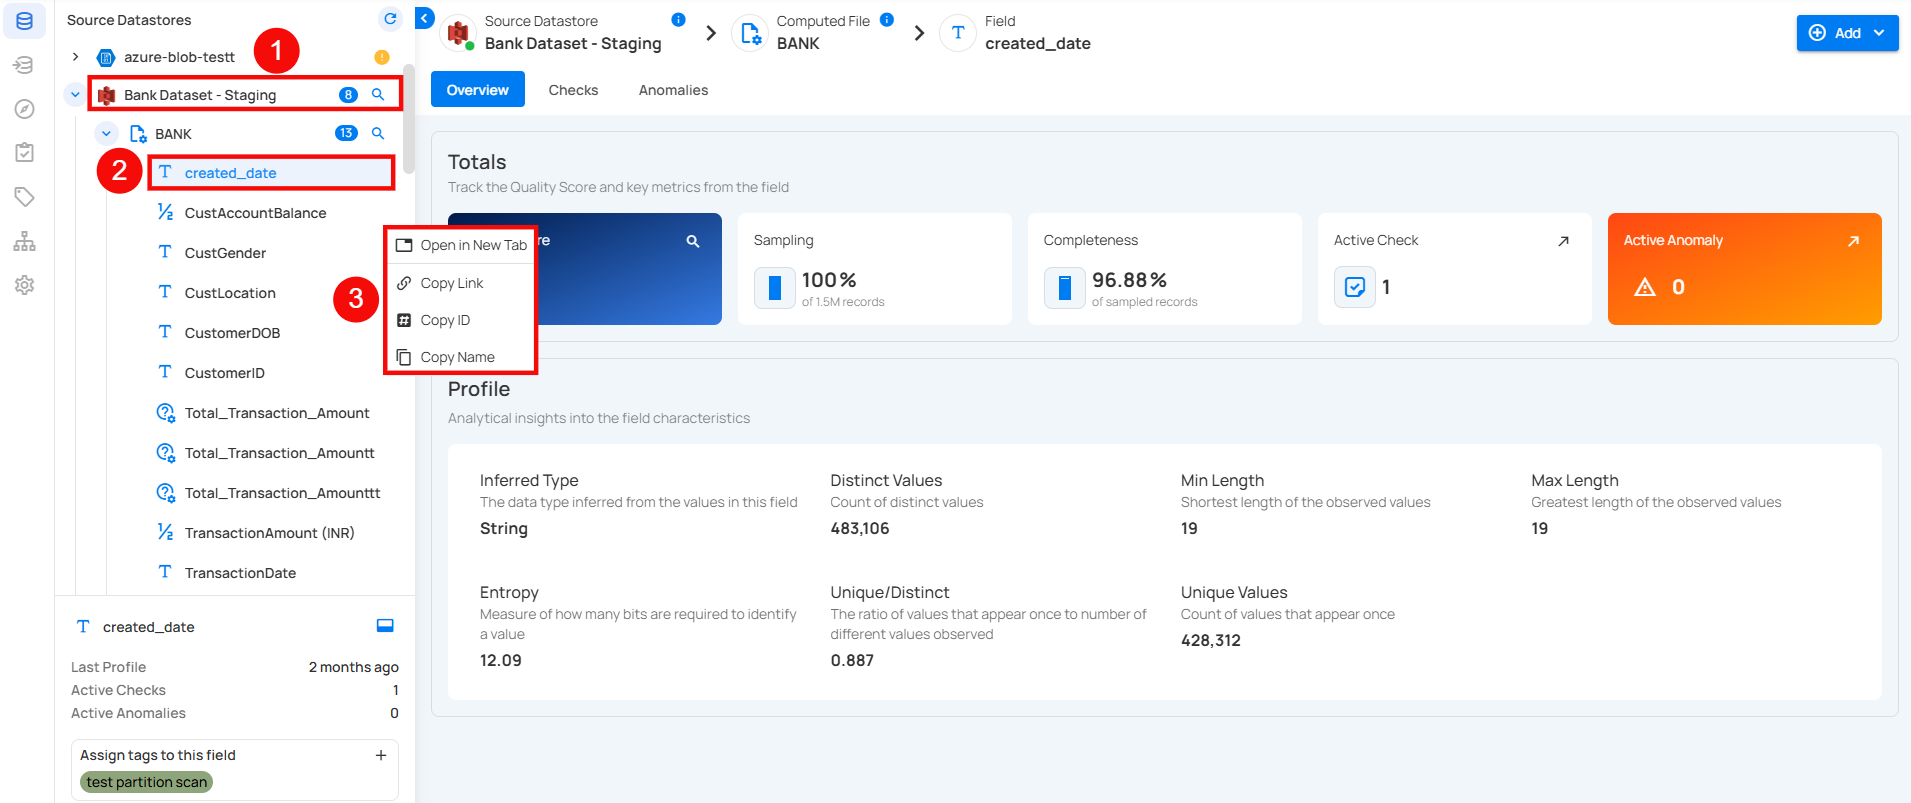 Source Datastores
azure-blob-testt
1
Bank Dataset - Staging
8
BANK
13
2
created_date
CustAccountBalance
CustGender
CustLocation
CustomerDOB
CustomerID
Total_Transaction_Amount
Total_Transaction_Amountt
Total_Transaction_Amounttt
TransactionAmount (INR)
TransactionDate
created_date
Last Profile 2 months ago
Active Checks 1
Active Anomalies 0
Assign tags to this field
test partition scan
3
Open in New Tab
Copy Link
Copy ID
Copy Name
Source Datastore
Bank Dataset - Staging
Computed File
BANK
Field
created_date
Add
Overview
Checks
Anomalies
Totals
Track the Quality Score and key metrics from the field
re
Sampling
100%
of 1.5M records
Completeness
96.88%
of sampled records
Active Check
1
Active Anomaly
0
Profile
Analytical insights into the field characteristics
Inferred Type
The data type inferred from the values in this field
String
Distinct Values
Count of distinct values
483,106
Min Length
Shortest length of the observed values
19
Max Length
Greatest length of the observed values
19
Entropy
Measure of how many bits are required to identify
a value
12.09
Unique/Distinct
The ratio of values that appear once to number of
different values observed
0.887
Unique Values
Count of values that appear once
428,312